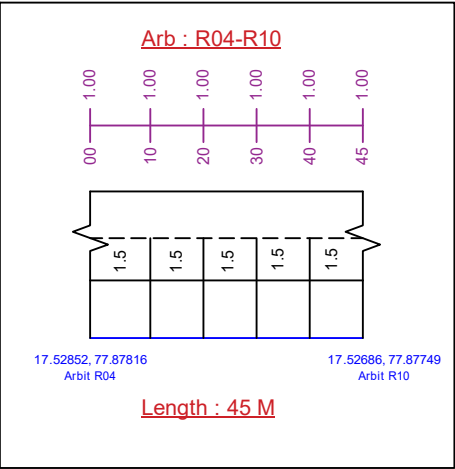 Arb : R04-R10
1.00 1.00 1.00 1.00 1.00 1.00
00 10 20 30 40 45
1.5 1.5 1.5 1.5 1.5
17.52852, 77.87816 17.52686, 77.87749
Arbit R04 Arbit R10
Length : 45 M